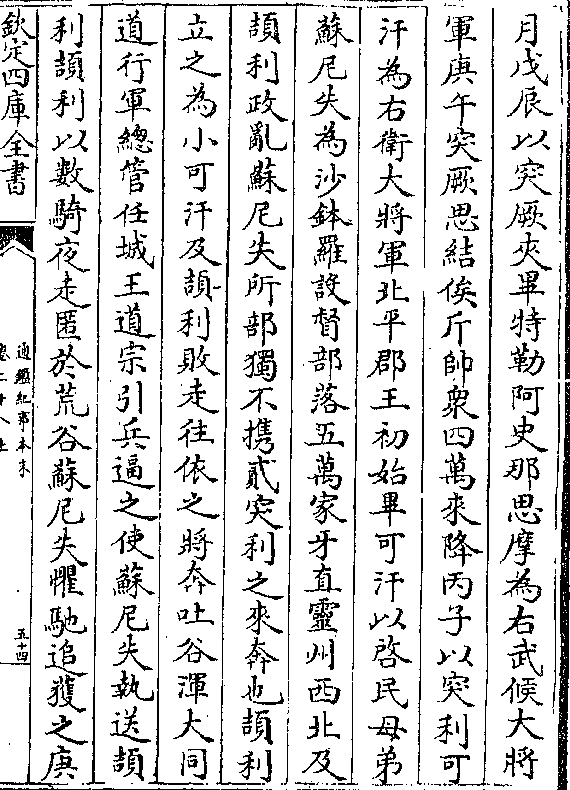 月戊辰以突厥夾畢特勒阿史那思摩為右武候大將
軍庚午突厥思結俟斤帥衆四萬來降丙子以突利可
汗為右衛大將軍北平郡王初始畢可汗以啓民母弟
蘇尼失為沙鉢羅設督部落五萬家牙直靈州西北及
頡利政亂蘇尼失所部獨不攜貳突利之來奔也頡利
立之為小可汗及頡利敗走往依之將奔吐谷渾大同
道行軍總管任城王道宗引兵逼之使蘇尼失執送頡
利頡利以數騎夜走匿於荒谷蘇尼失懼馳追獲之庚
欽定四庫全書
通鑑紀事本末
五十四